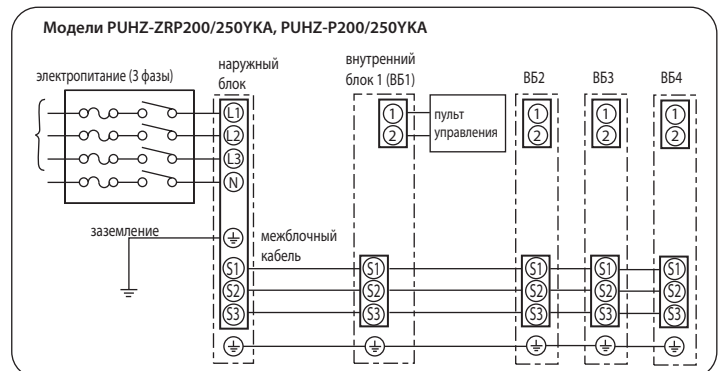 Модели PUHZ-ZRP200/250YKA, PUHZ-P200/250YKA
электропитание (3 фазы)
наружный
блок
внутренний
блок 1 (ВБ1)
ВБ2
ВБ3
ВБ4
L1
L2
L3
N
1
2
пульт
управления
1
2
1
2
1
2
заземление
межблочный
кабель
S1
S2
S3
S1
S2
S3
S1
S2
S3
S1
S2
S3
S1
S2
S3